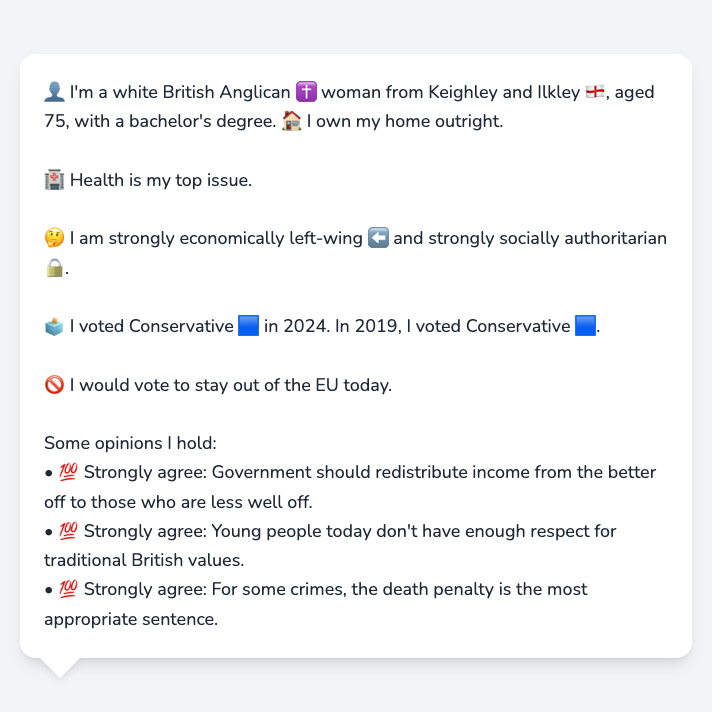 👤 I'm a white British Anglican ✝️ woman from Keighley and Ilkley 🏴󠁧󠁢󠁥󠁮󠁧󠁿, aged
75, with a bachelor's degree. 🏠 I own my home outright.
🏥 Health is my top issue.
🤔 I am strongly economically left-wing ⬅️ and strongly socially authoritarian
🔒.
🗳️ I voted Conservative 🟦 in 2024. In 2019, I voted Conservative 🟦.
🚫 I would vote to stay out of the EU today.
Some opinions I hold:
• 💯 Strongly agree: Government should redistribute income from the better
off to those who are less well off.
• 💯 Strongly agree: Young people today don't have enough respect for
traditional British values.
• 💯 Strongly agree: For some crimes, the death penalty is the most
appropriate sentence.